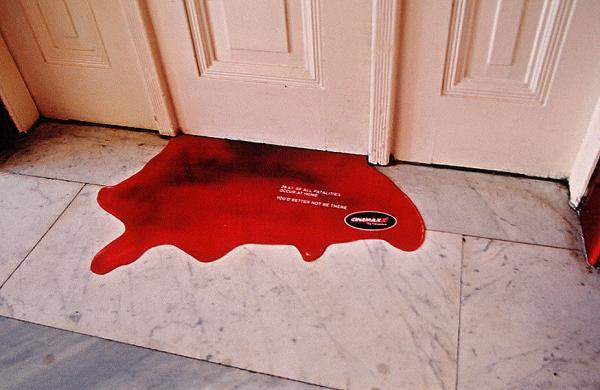 OF ALL FATALITIES
OCCUR AT HOME
YOU'D BETTER NOT BE THERE
CINEMAXX